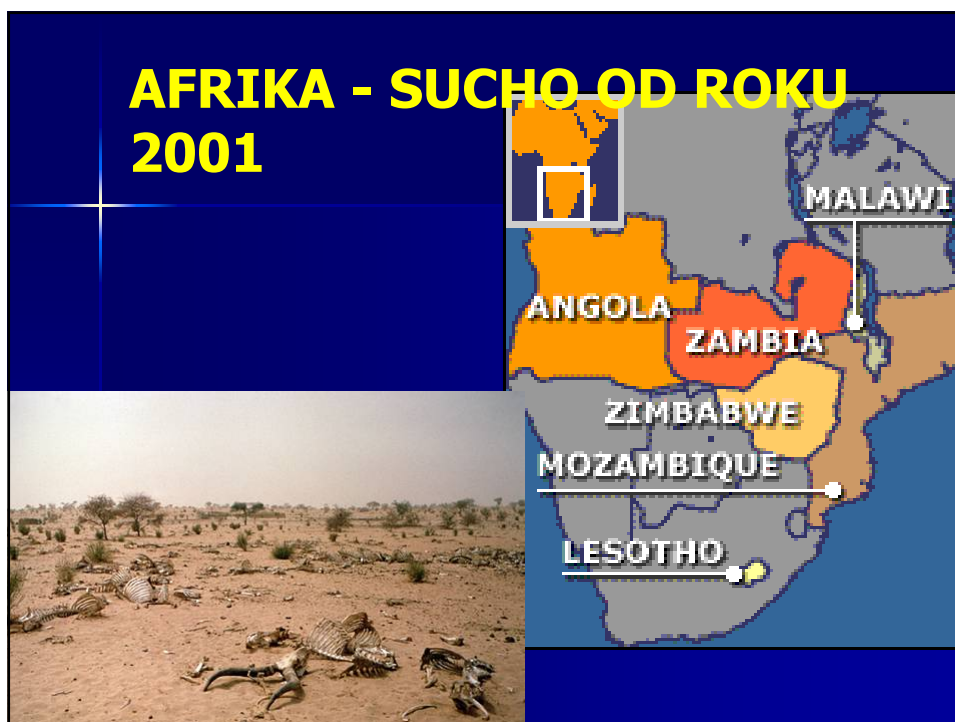 AFRIKA - SUCHO OD ROKU
2001
MALAWI
ANGOLA
ZAMBIA
ZIMBABWE
MOZAMBIQUE
LESOTHO